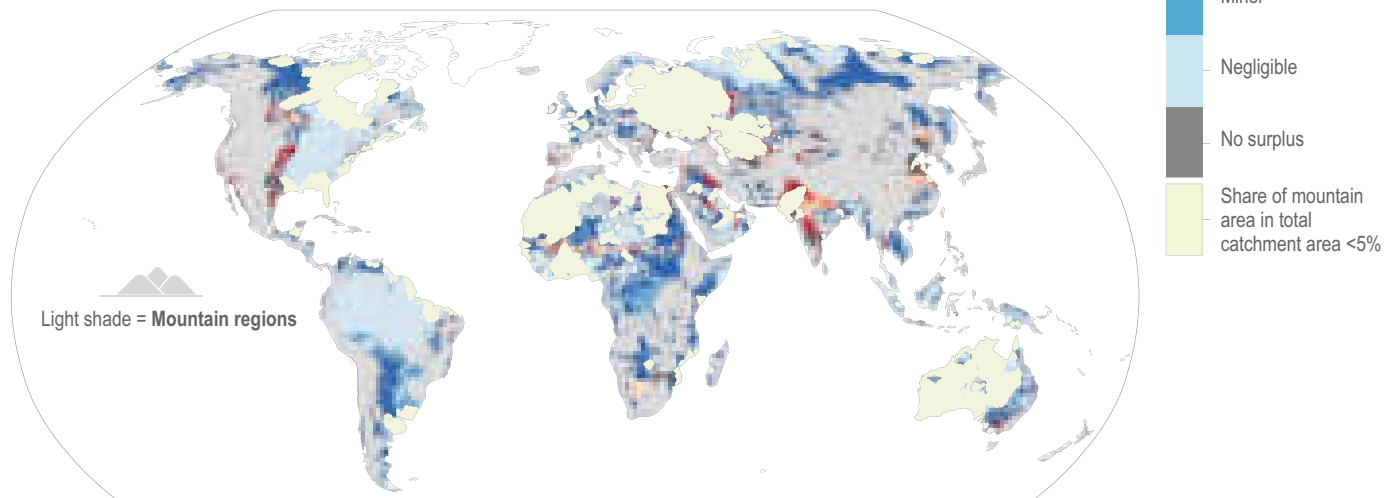 Negligible
No surplus
Share of mountain
area in total
catchment area <5%
Light shade = Mountain regions